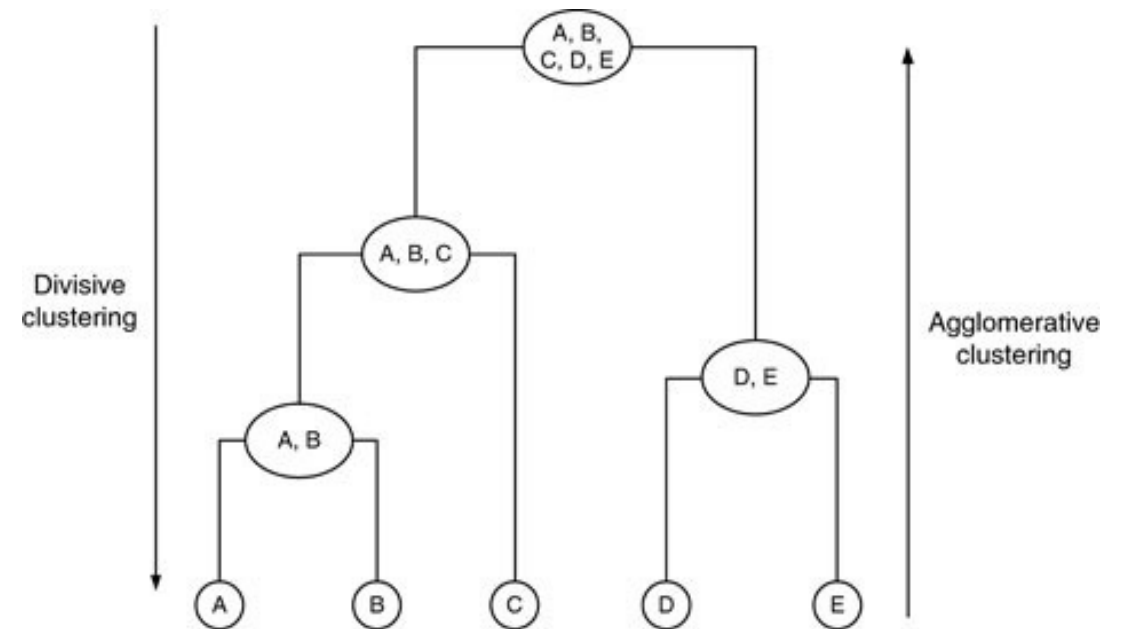 A, B,
C, D, E
A, B, C
Divisive
clustering
Agglomerative
clustering
D, E
A, B
A
B
C
D
E